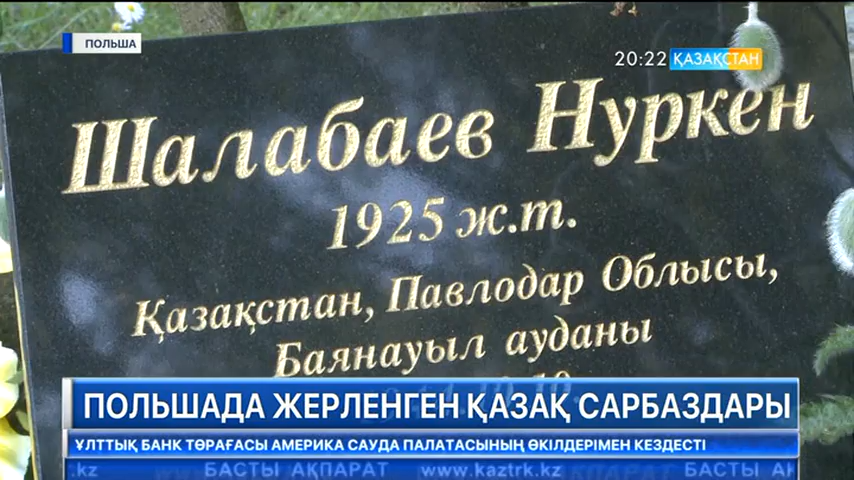 ПОЛЬША
20:22 ҚАЗАҚСТАН
Шалабаев Нуркен
1925 ж.т.
Қазақстан, Павлодар Облысы,
Баянауыл ауданы
ПОЛЬШАДА ЖЕРЛЕНГЕН ҚАЗАҚ САРБАЗДАРЫ
ҰЛТТЫҚ БАНК ТӨРАҒАСЫ АМЕРИКА САУДА ПАЛАТАСЫНЫҢ ӨКІЛДЕРІМЕН КЕЗДЕСТІ
.kz БАСТЫ АҚПАРАТ www.kaztrk.kz БАСТЫ АҚПАРАТ